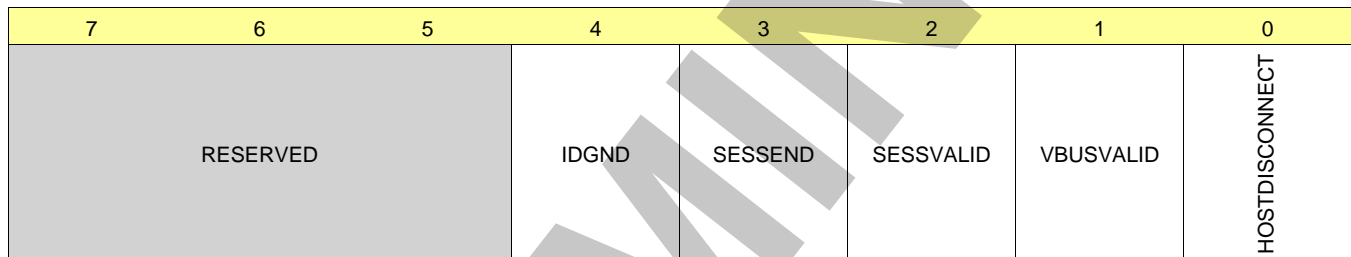 7 6 5 4 3 2 1 0
RESERVED IDGND SESSEND SESSVALID VBUSVALID HOSTDISCONNECT